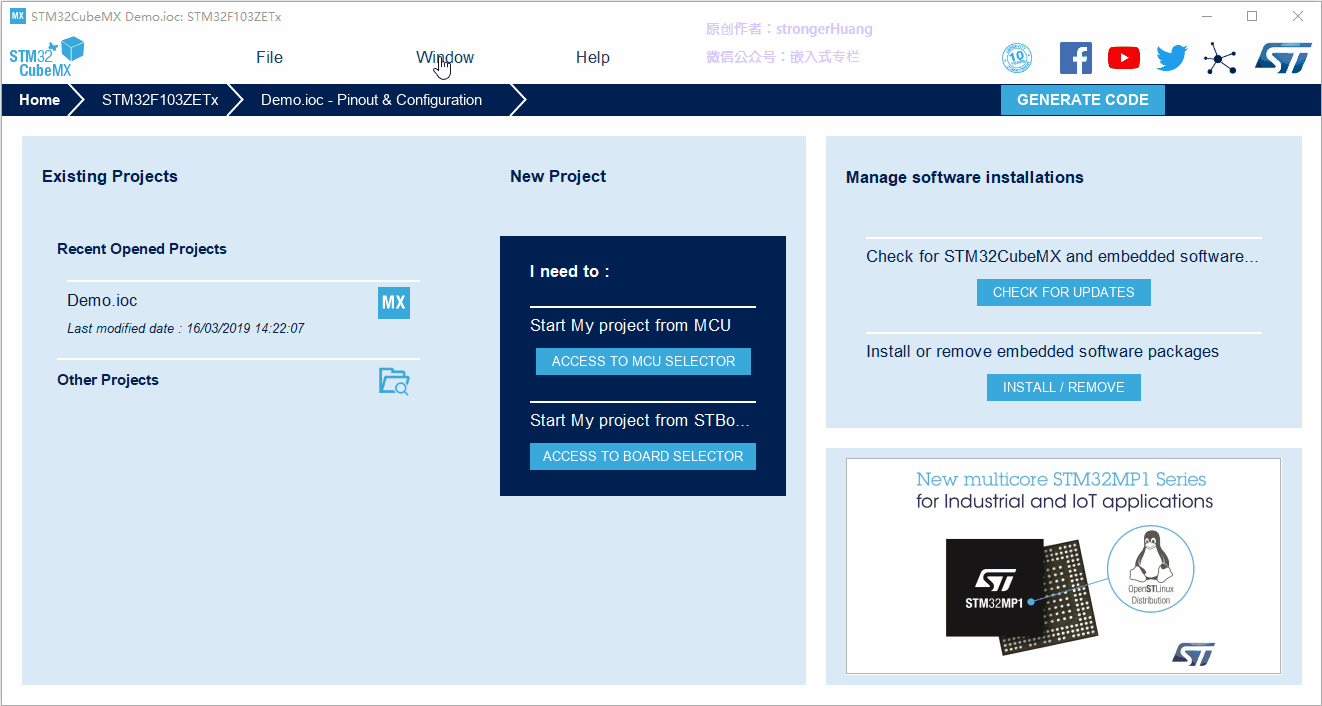 MX STM32CubeMX Demo.ioc: STM32F103ZETx
原创作者：strongerHuang
微信公众号：嵌入式专栏
STM32
CubeMX
File
Window
Help
10
Home
STM32F103ZETx
Demo.ioc - Pinout & Configuration
GENERATE CODE
Existing Projects
New Project
Manage software installations
Recent Opened Projects
Demo.ioc
MX
Last modified date : 16/03/2019 14:22:07
Other Projects
I need to :
Start My project from MCU
ACCESS TO MCU SELECTOR
Start My project from STBo...
ACCESS TO BOARD SELECTOR
Check for STM32CubeMX and embedded software...
CHECK FOR UPDATES
Install or remove embedded software packages
INSTALL / REMOVE
New multicore STM32MP1 Series
for Industrial and IoT applications
ST
STM32MP1
OpenSTLinux
Distribution
ST